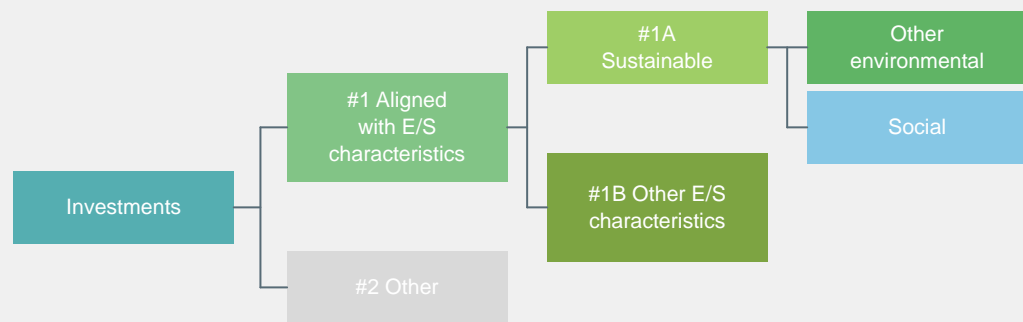 Investments
#1 Aligned
with E/S
characteristics
#2 Other
#1A
Sustainable
#1B Other E/S
characteristics
Other
environmental
Social